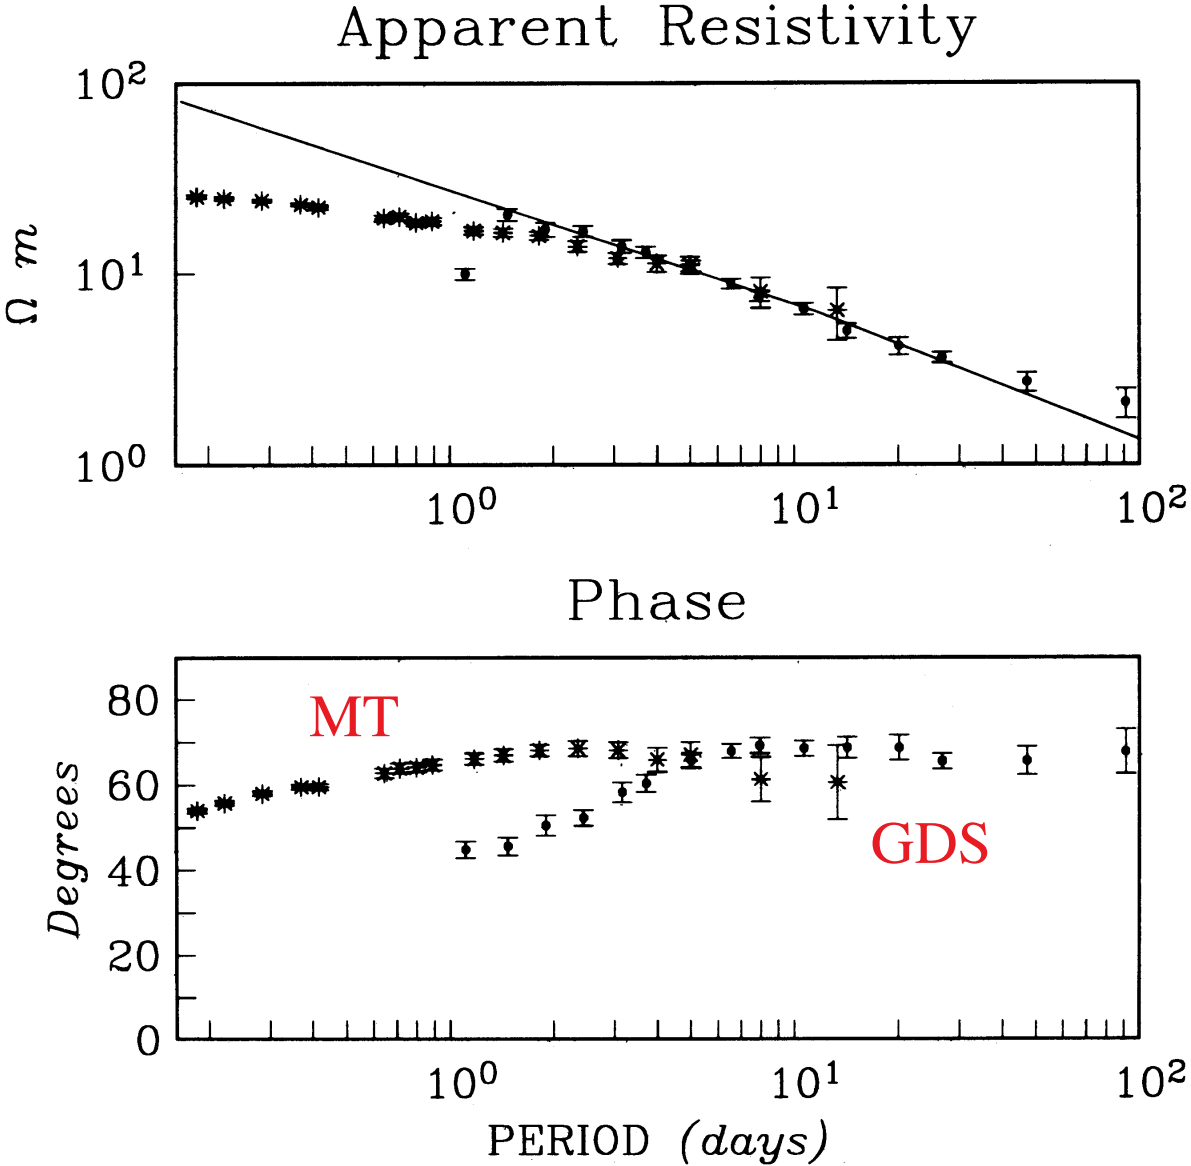 Apparent Resistivity
10²
Ω m
10¹
10⁰
10⁰ 10¹ 10²
Phase
80
MT
60
Degrees
GDS
40
20
0
10⁰ 10¹ 10²
PERIOD (days)